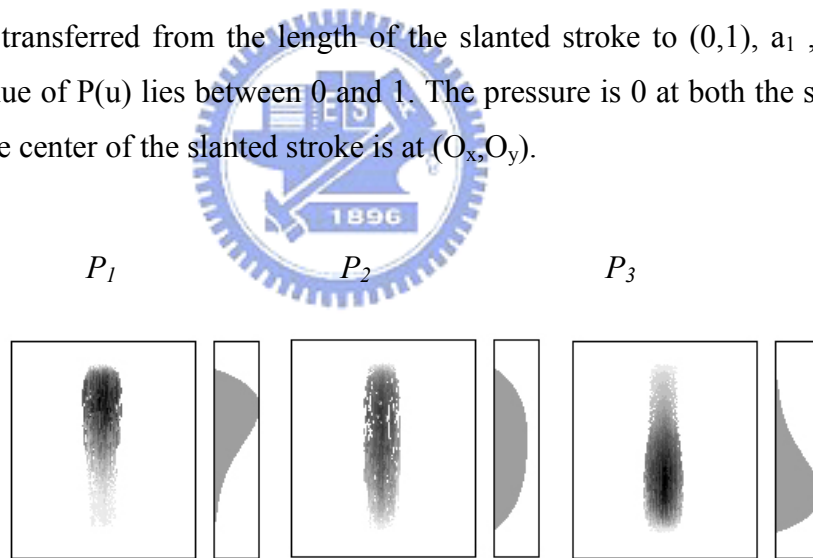 transferred from the length of the slanted stroke to (0,1), a₁ ,
ue of P(u) lies between 0 and 1. The pressure is 0 at both the s
e center of the slanted stroke is at (Oₓ,Oᵧ).
E S
1896
P₁ P₂ P₃